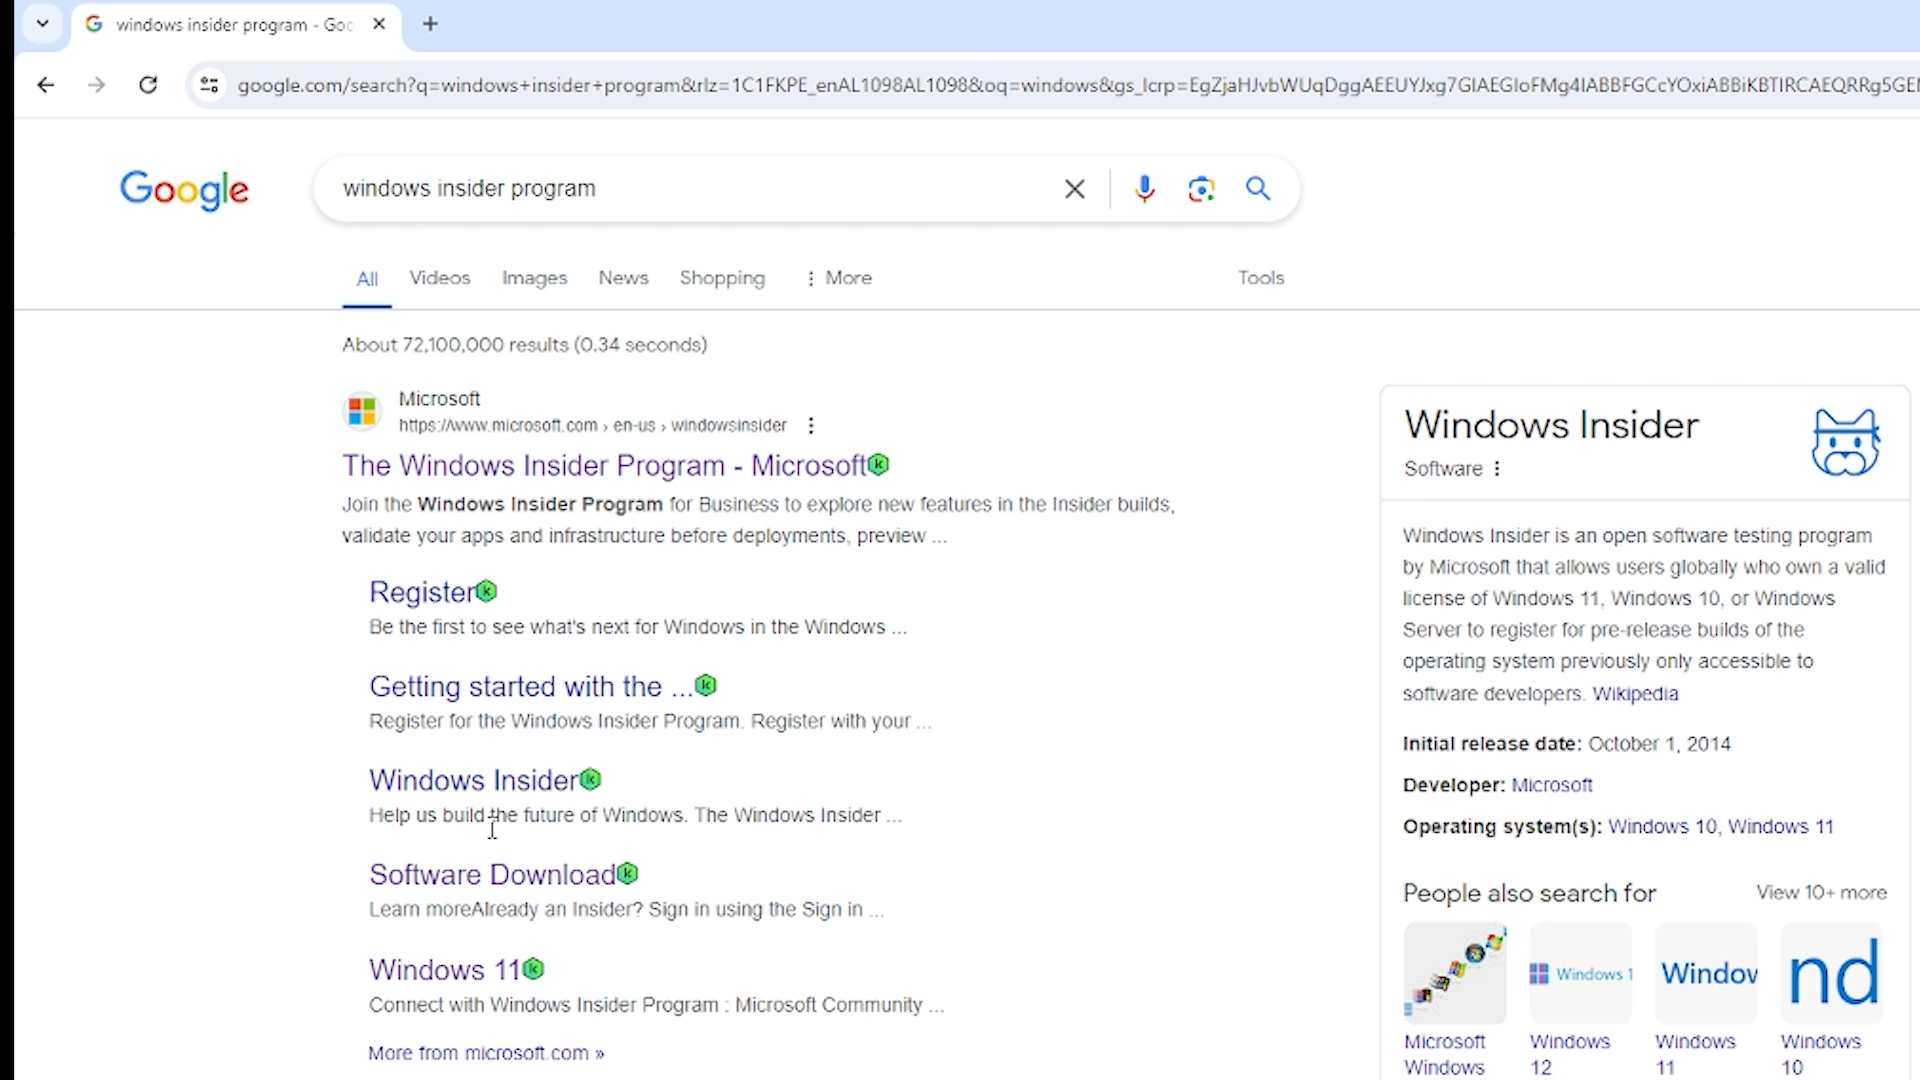 windows insider program - Goo
google.com/search?q=windows+insider+program&rlz=1C1FKPE_enAL1098AL1098&oq=windows&gs_lcrp=
Google
windows insider program
All Videos Images News Shopping More Tools
About 72,100,000 results (0.34 seconds)
Microsoft
https://www.microsoft.com › en-us › windowsinsider
The Windows Insider Program - Microsoft
Join the Windows Insider Program for Business to explore new features in the Insider builds,
validate your apps and infrastructure before deployments, preview ...
Register
Be the first to see what's next for Windows in the Windows ...
Getting started with the ...
Register for the Windows Insider Program. Register with your ...
Windows Insider
Help us build the future of Windows. The Windows Insider ...
Software Download
Learn moreAlready an Insider? Sign in using the Sign in ...
Windows 11
Connect with Windows Insider Program : Microsoft Community ...
More from microsoft.com »
Windows Insider
Software
Windows Insider is an open software testing program
by Microsoft that allows users globally who own a valid
license of Windows 11, Windows 10, or Windows
Server to register for pre-release builds of the
operating system previously only accessible to
software developers. Wikipedia
Initial release date: October 1, 2014
Developer: Microsoft
Operating system(s): Windows 10, Windows 11
People also search for View 10+ more
Windows 1
Window
nd
Microsoft Windows
Windows 12
Windows 11
Windows 10